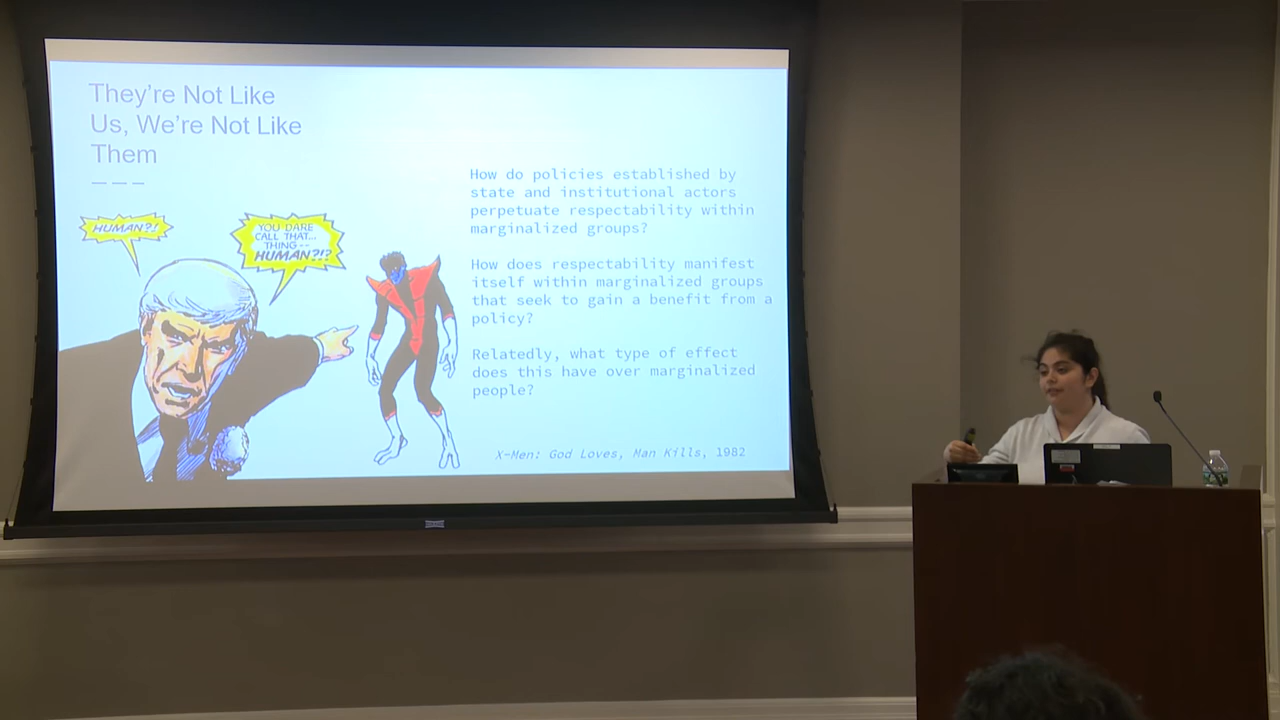 They're Not Like
Us, We're Not Like
Them
HUMAN?!
YOU DARE
CALL THAT...
THING--
HUMAN?!?
How do policies established by
state and institutional actors
perpetuate respectability within
marginalized groups?
How does respectability manifest
itself within marginalized groups
that seek to gain a benefit from a
policy?
Relatedly, what type of effect
does this have over marginalized
people?
X-Men: God Loves, Man Kills, 1982